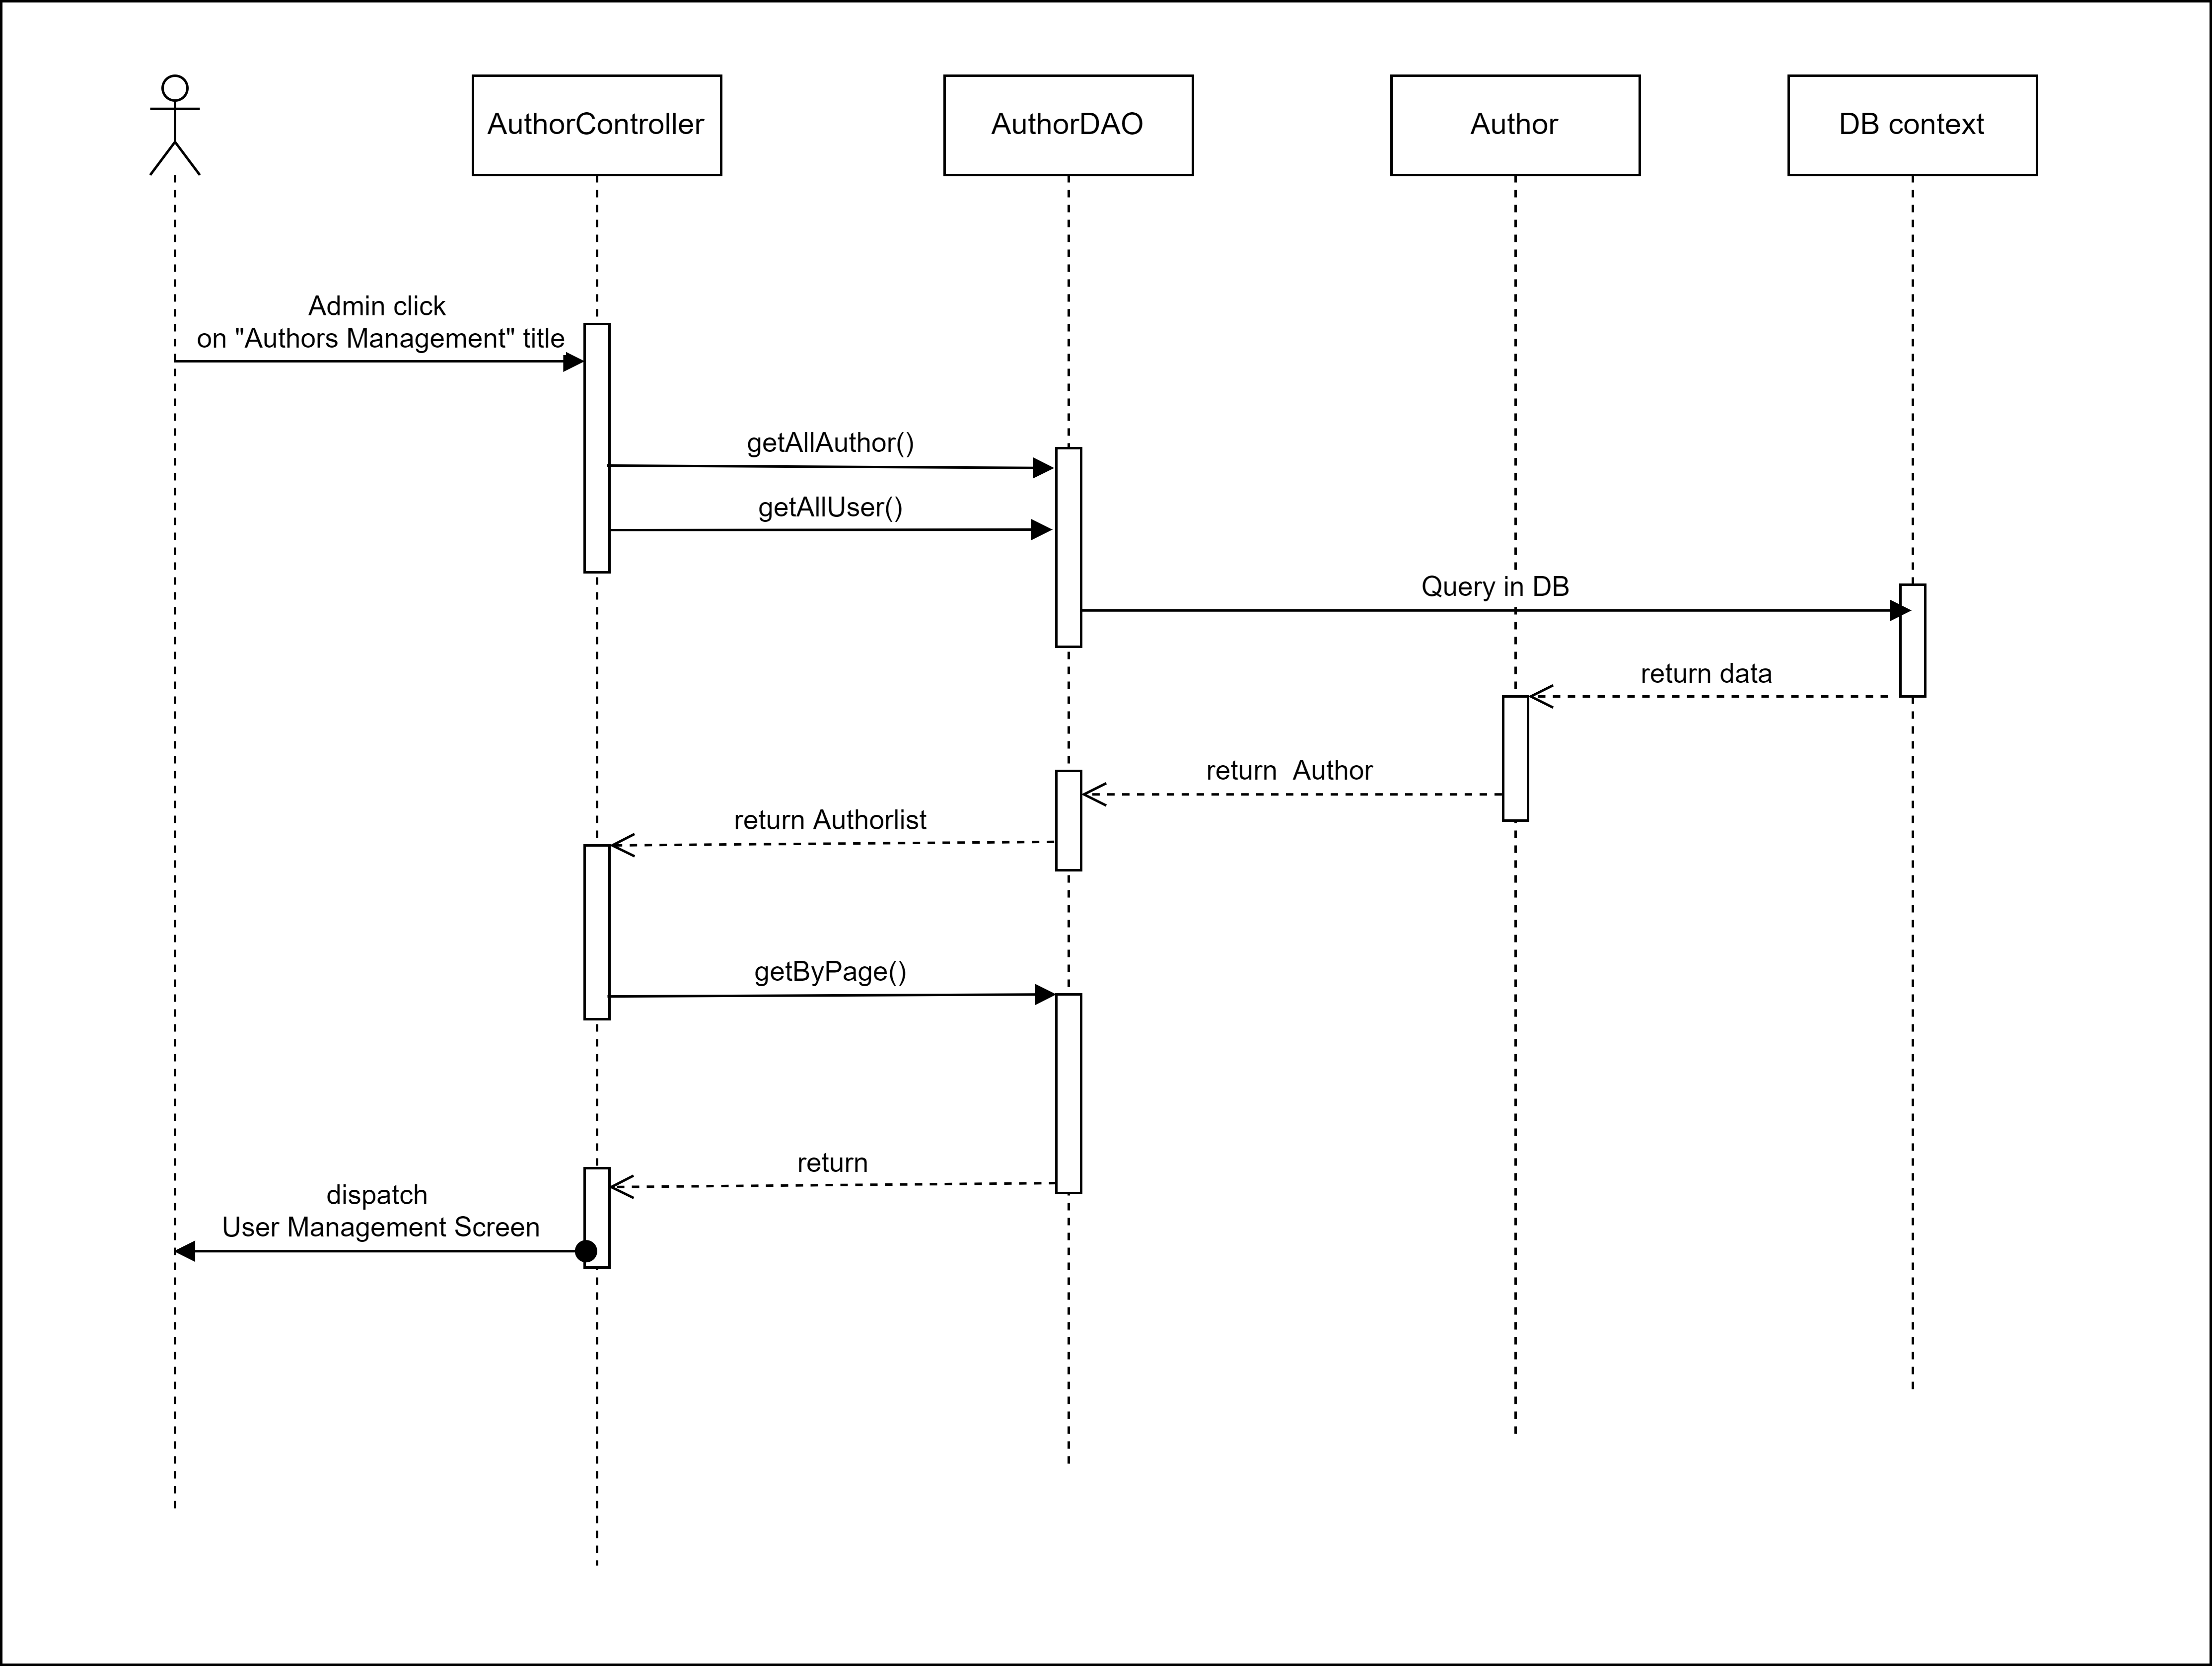 AuthorController
AuthorDAO
Author
DB context
Admin click
on "Authors Management" title
getAllAuthor()
getAllUser()
Query in DB
return data
return  Author
return Authorlist
getByPage()
return
dispatch
User Management Screen